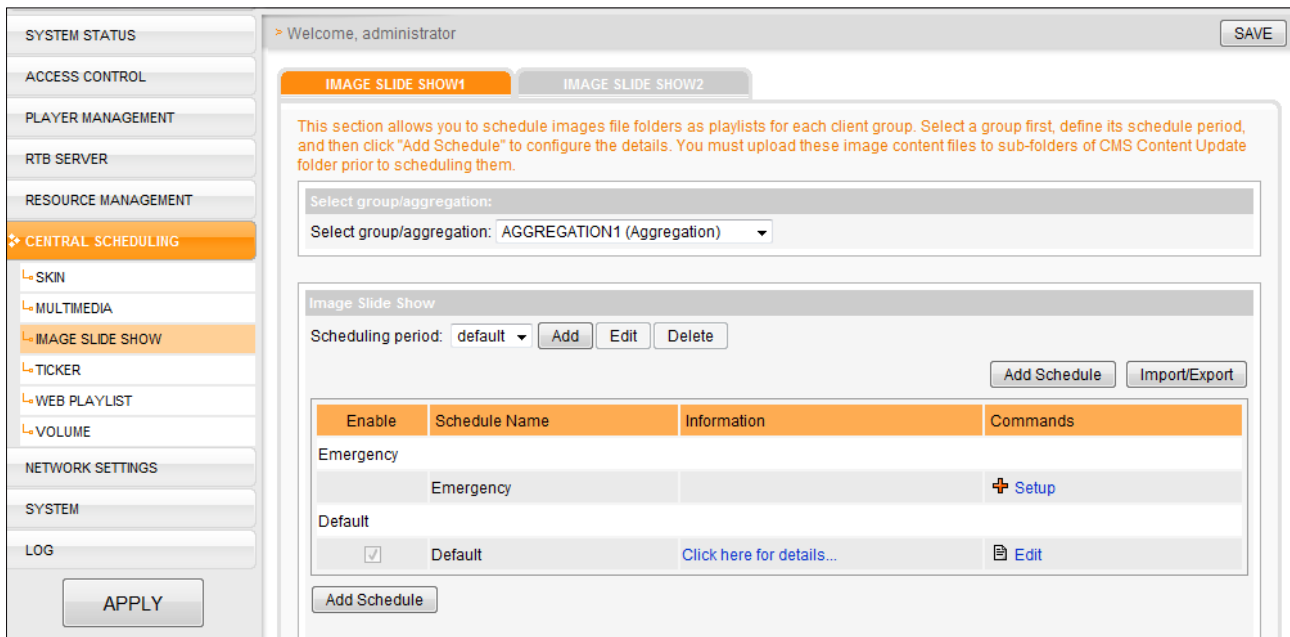 SYSTEM STATUS
ACCESS CONTROL
PLAYER MANAGEMENT
RTB SERVER
RESOURCE MANAGEMENT
CENTRAL SCHEDULING
SKIN
MULTIMEDIA
IMAGE SLIDE SHOW
TICKER
WEB PLAYLIST
VOLUME
NETWORK SETTINGS
SYSTEM
LOG
APPLY
> Welcome, administrator
SAVE
IMAGE SLIDE SHOW1
IMAGE SLIDE SHOW2
This section allows you to schedule images file folders as playlists for each client group. Select a group first, define its schedule period,
and then click "Add Schedule" to configure the details. You must upload these image content files to sub-folders of CMS Content Update
folder prior to scheduling them.
Select group/aggregation:
Select group/aggregation: AGGREGATION1 (Aggregation)
Image Slide Show
Scheduling period: default Add Edit Delete
Add Schedule Import/Export
Enable Schedule Name Information Commands
Emergency
Emergency Setup
Default
Default Click here for details... Edit
Add Schedule